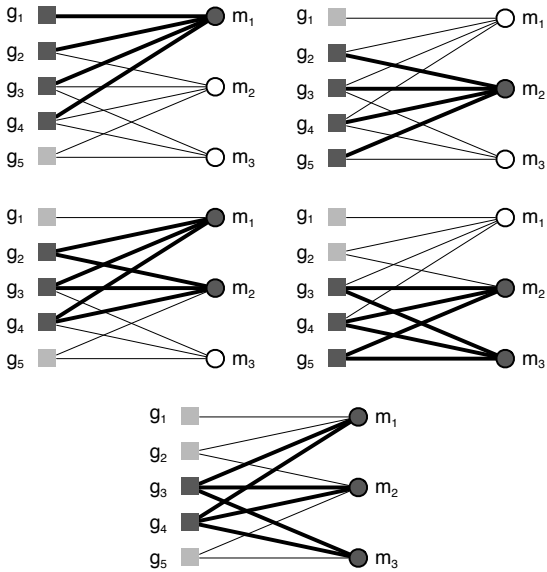 g₁ m₁
g₂
g₃ m₂
g₄
g₅ m₃
g₁ m₁
g₂
g₃ m₂
g₄
g₅ m₃
g₁ m₁
g₂
g₃ m₂
g₄
g₅ m₃
g₁ m₁
g₂
g₃ m₂
g₄
g₅ m₃
g₁ m₁
g₂
g₃ m₂
g₄
g₅ m₃